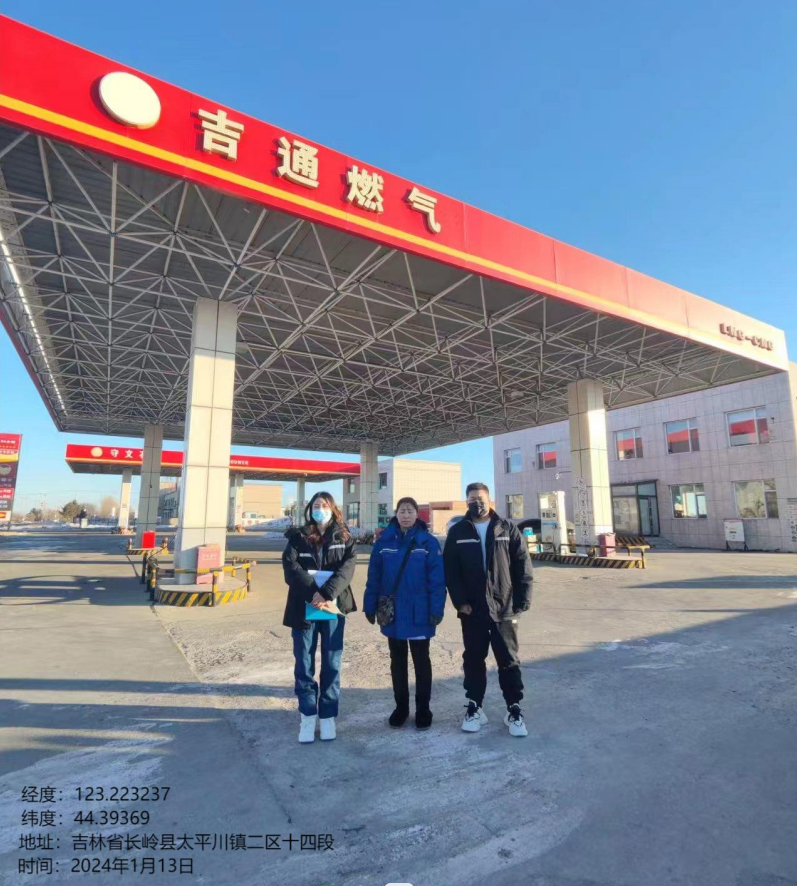 吉通燃气
守文
经度：123.223237
纬度：44.39369
地址：吉林省长岭县太平川镇二区十四段
时间：2024年1月13日